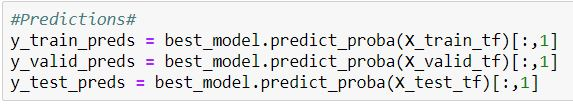 #Predictions#
y_train_preds = best_model.predict_proba(X_train_tf)[:,1]
y_valid_preds = best_model.predict_proba(X_valid_tf)[:,1]
y_test_preds = best_model.predict_proba(X_test_tf)[:,1]